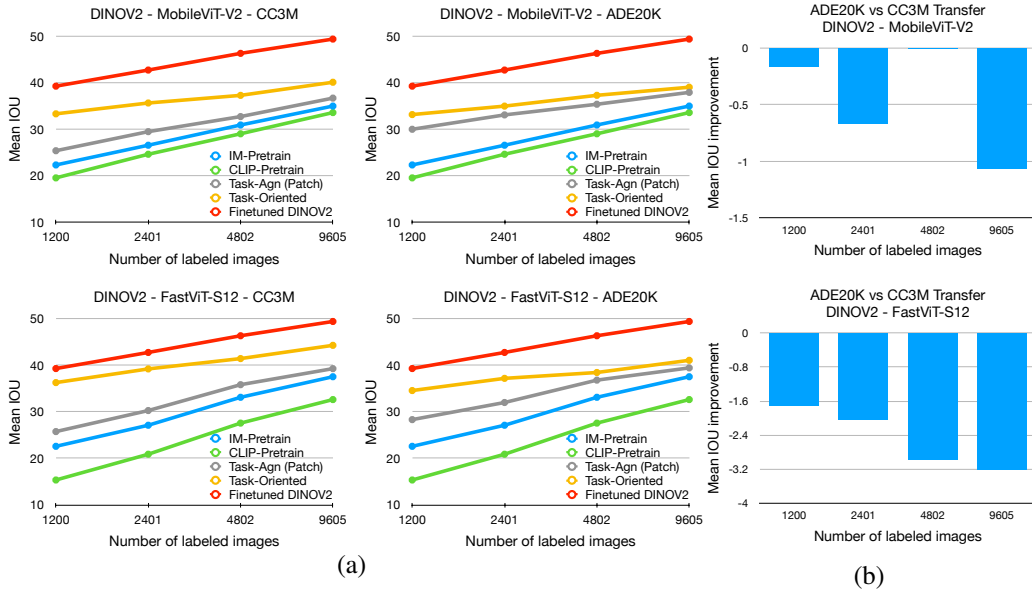 DINOV2 - MobileViT-V2 - CC3M
Mean IOU
50
40
30
20
10
IM-Pretrain
CLIP-Pretrain
Task-Agn (Patch)
Task-Oriented
Finetuned DINOV2
1200
2401
4802
9605
Number of labeled images
DINOV2 - MobileViT-V2 - ADE20K
Mean IOU
50
40
30
20
10
IM-Pretrain
CLIP-Pretrain
Task-Agn (Patch)
Task-Oriented
Finetuned DINOV2
1200
2401
4802
9605
Number of labeled images
ADE20K vs CC3M Transfer
DINOV2 - MobileViT-V2
Mean IOU improvement
0
-0.5
-1
-1.5
1200
2401
4802
9605
Number of labeled images
DINOV2 - FastViT-S12 - CC3M
Mean IOU
50
40
30
20
10
IM-Pretrain
CLIP-Pretrain
Task-Agn (Patch)
Task-Oriented
Finetuned DINOV2
1200
2401
4802
9605
Number of labeled images
DINOV2 - FastViT-S12 - ADE20K
Mean IOU
50
40
30
20
10
IM-Pretrain
CLIP-Pretrain
Task-Agn (Patch)
Task-Oriented
Finetuned DINOV2
1200
2401
4802
9605
Number of labeled images
ADE20K vs CC3M Transfer
DINOV2 - FastViT-S12
Mean IOU improvement
0
-0.8
-1.6
-2.4
-3.2
-4
1200
2401
4802
9605
Number of labeled images
(a)
(b)